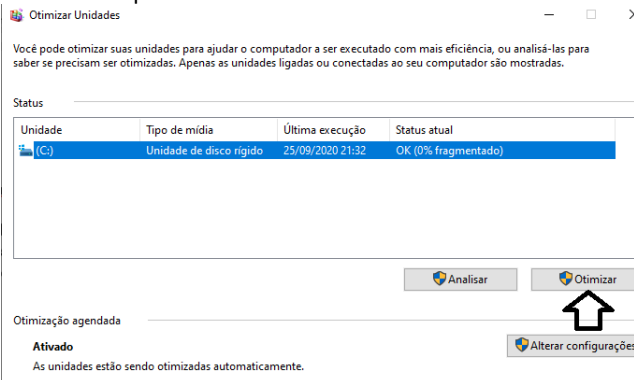 Otimizar Unidades
Você pode otimizar suas unidades para ajudar o computador a ser executado com mais eficiência, ou analisá-las para
saber se precisam ser otimizadas. Apenas as unidades ligadas ou conectadas ao seu computador são mostradas.
Status
Unidade Tipo de mídia Última execução Status atual
(C:) Unidade de disco rígido 25/09/2020 21:32 OK (0% fragmentado)
Analisar Otimizar
Otimização agendada
Ativado Alterar configurações
As unidades estão sendo otimizadas automaticamente.